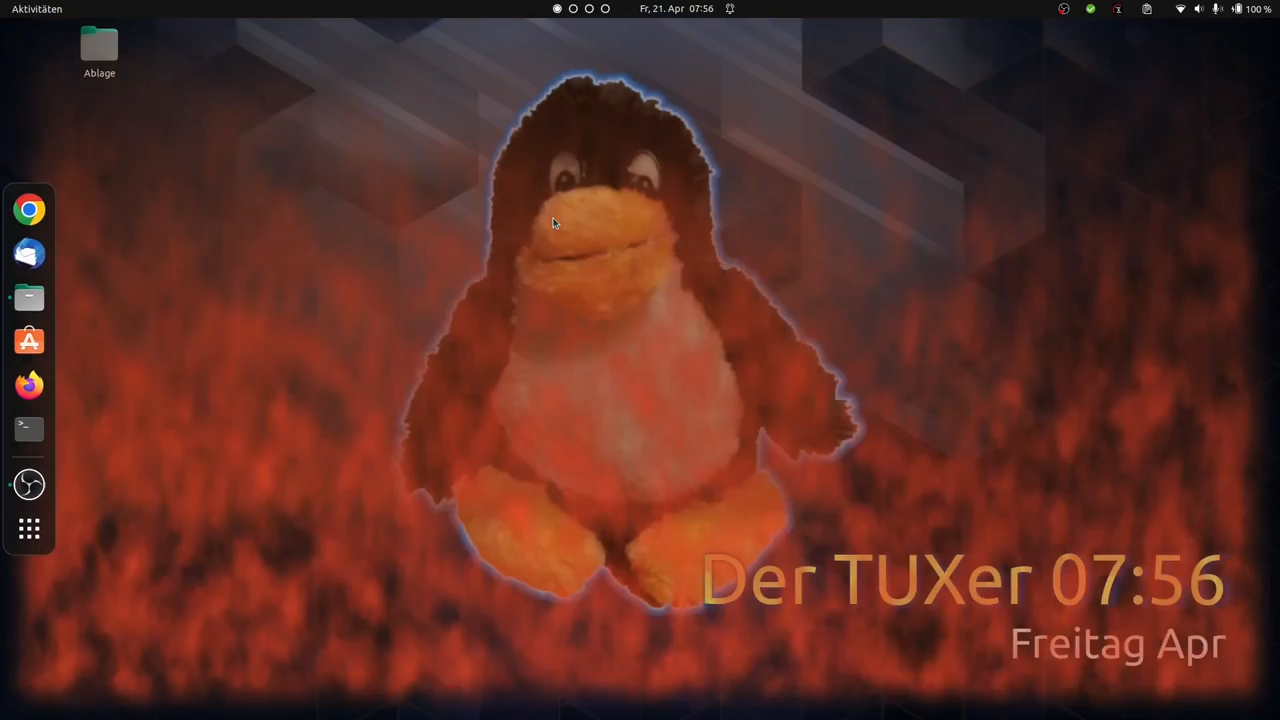 Aktivitäten
Fr, 21. Apr 07:56
100 %
Ablage
Der TUXer 07:56
Freitag Apr